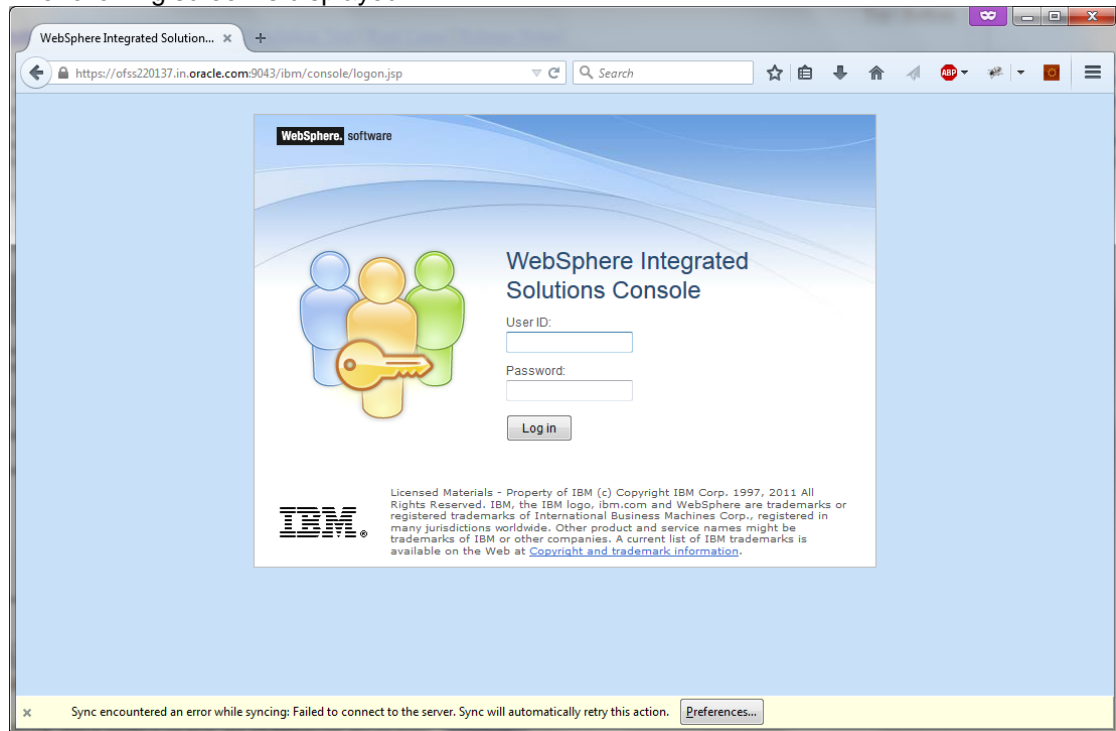 WebSphere Integrated Solution... × +
https://ofss220137.in.oracle.com:9043/ibm/console/logon.jsp Search ABP
WebSphere. software
WebSphere Integrated
Solutions Console
User ID:
Password:
Log in
IBM®
Licensed Materials - Property of IBM (c) Copyright IBM Corp. 1997, 2011 All
Rights Reserved. IBM, the IBM logo, ibm.com and WebSphere are trademarks or
registered trademarks of International Business Machines Corp., registered in
many jurisdictions worldwide. Other product and service names might be
trademarks of IBM or other companies. A current list of IBM trademarks is
available on the Web at Copyright and trademark information.
× Sync encountered an error while syncing: Failed to connect to the server. Sync will automatically retry this action. Preferences...